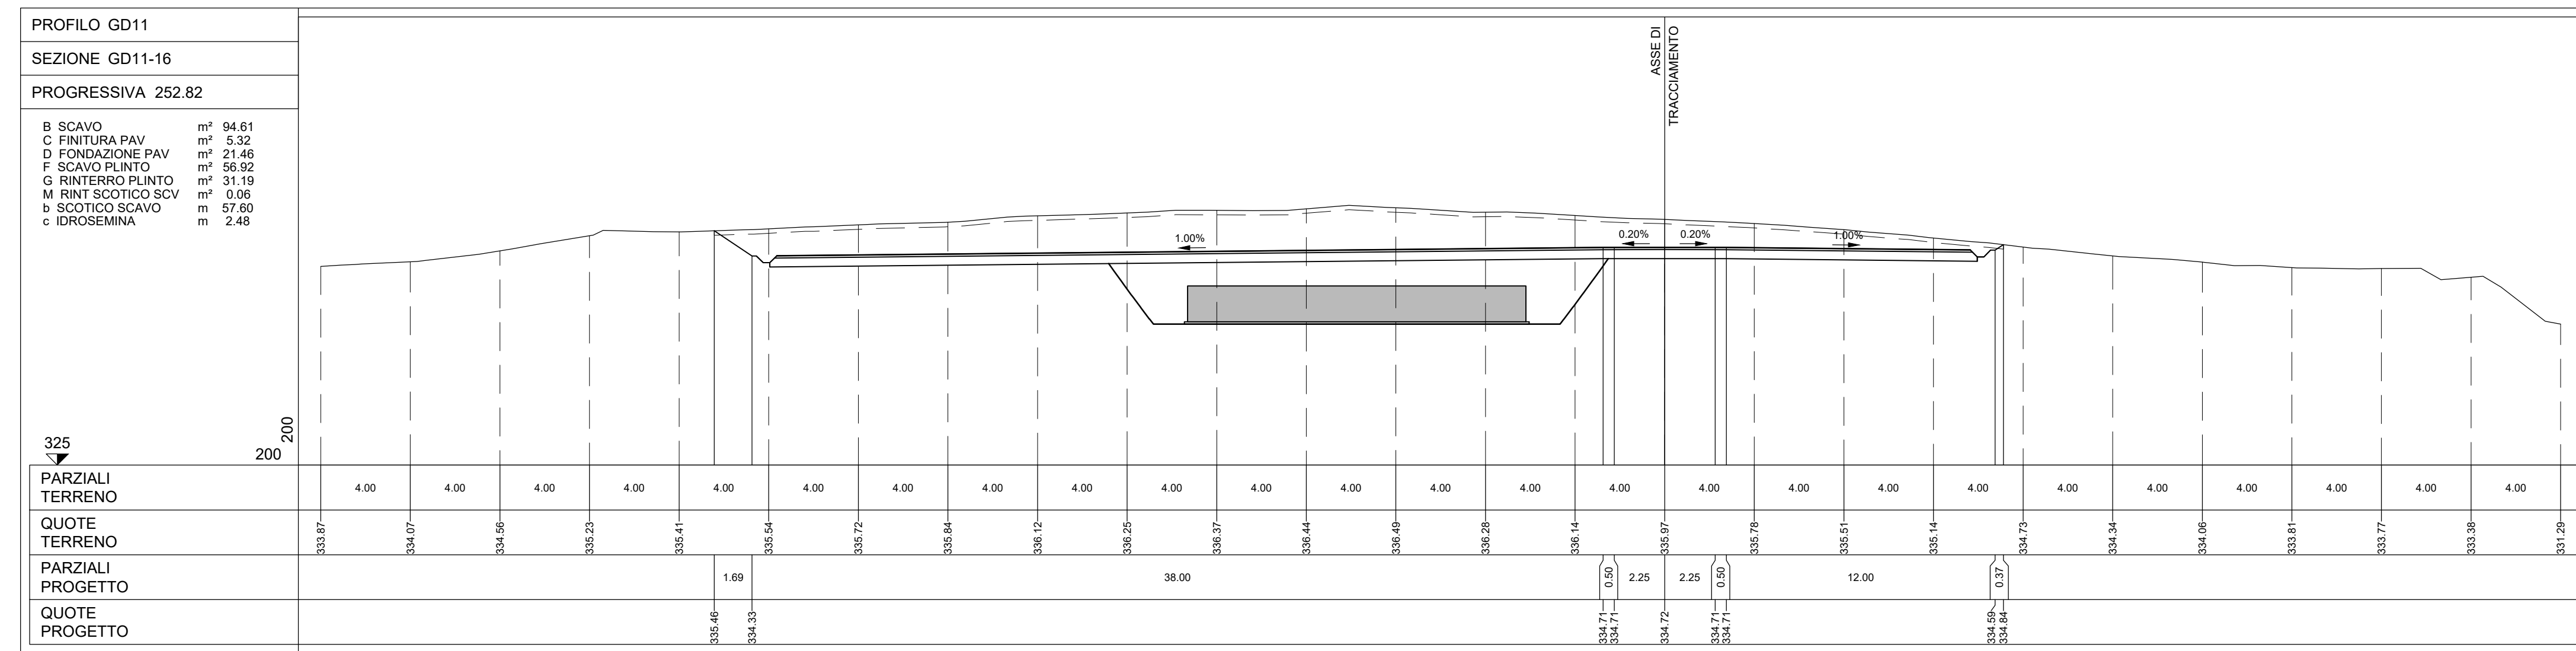 PROFILO GD11
SEZIONE GD11-16
PROGRESSIVA 252.82
B SCAVO m² 94.61
C FINITURA PAV m² 5.32
D FONDAZIONE PAV m² 21.46
F SCAVO PLINTO m² 56.92
G RINTERRO PLINTO m² 31.19
M RINT SCOTICO SCV m² 0.06
b SCOTICO SCAVO m 57.60
c IDROSEMINA m 2.48
ASSE DI
TRACCIAMENTO
1.00% 0.20% 0.20% 1.00%
200
325 200
PARZIALI
TERRENO
4.00 4.00 4.00 4.00 4.00 4.00 4.00 4.00 4.00 4.00 4.00 4.00 4.00 4.00 4.00 4.00 4.00 4.00 4.00 4.00 4.00 4.00 4.00 4.00 4.00
QUOTE
TERRENO
333.87 334.07 334.56 335.23 335.41 335.54 335.72 335.84 336.12 336.25 336.37 336.44 336.49 336.28 336.14 335.97 335.78 335.51 335.14 334.73 334.34 334.06 333.81 333.77 333.38 331.29
PARZIALI
PROGETTO
1.69 38.00 0.50 2.25 2.25 0.50 12.00 0.37
QUOTE
PROGETTO
335.46 334.33 334.71 334.71 334.72 334.71 334.71 334.59 334.84